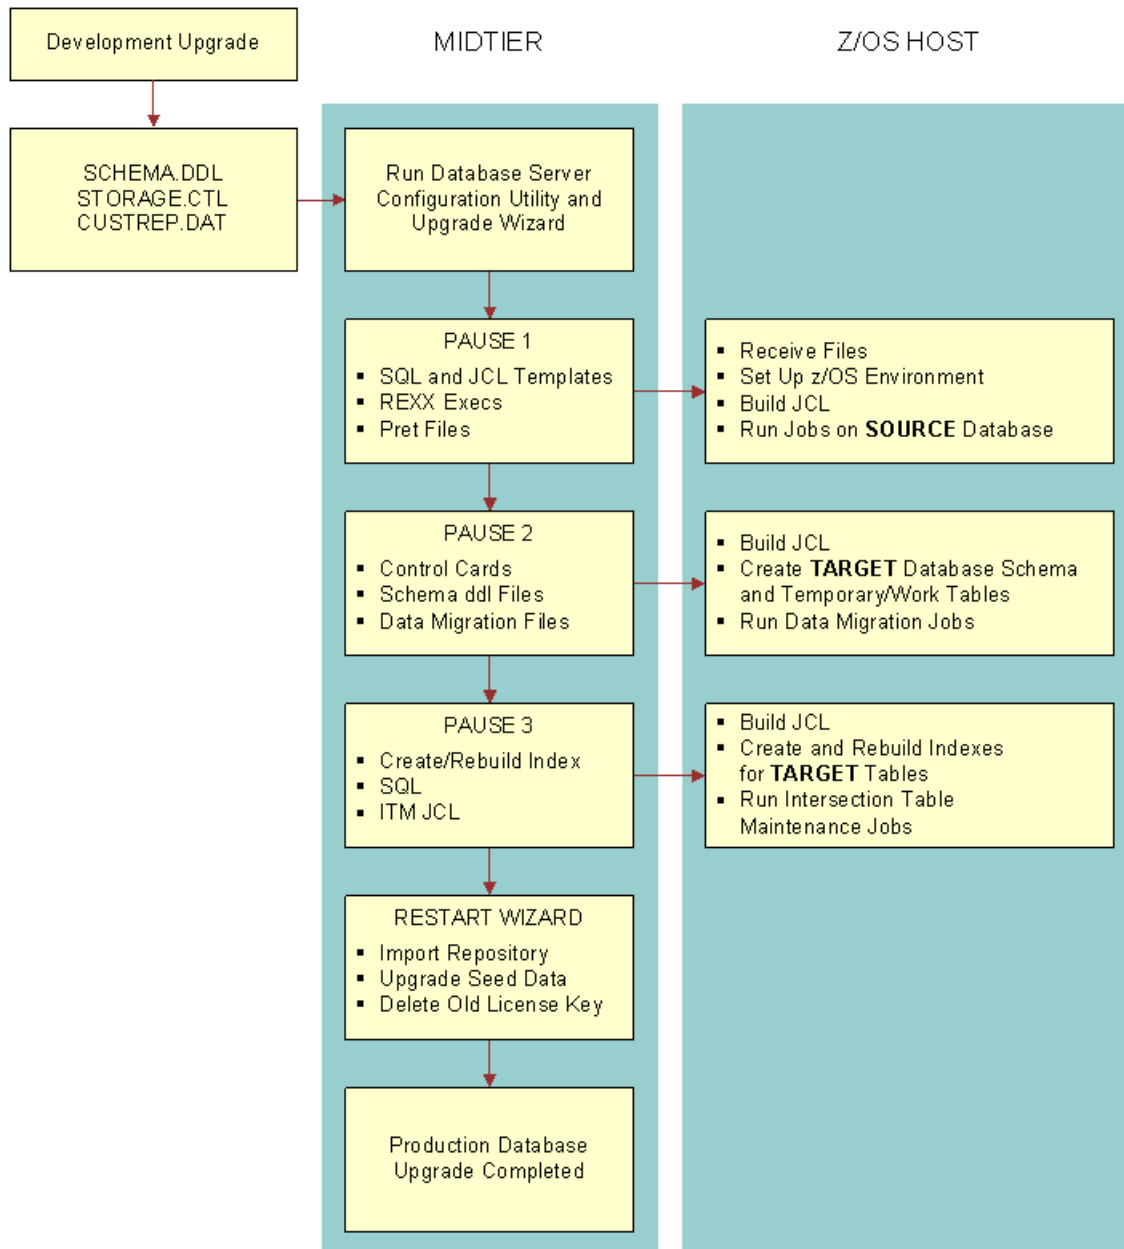 Development Upgrade
MIDTIER
Z/OS HOST
SCHEMA.DDL
STORAGE.CTL
CUSTREP.DAT
Run Database Server
Configuration Utility and
Upgrade Wizard
PAUSE 1
▪ SQL and JCL Templates
▪ REXX Execs
▪ Pret Files
▪ Receive Files
▪ Set Up z/OS Environment
▪ Build JCL
▪ Run Jobs on SOURCE Database
PAUSE 2
▪ Control Cards
▪ Schema ddl Files
▪ Data Migration Files
▪ Build JCL
▪ Create TARGET Database Schema
and Temporary/Work Tables
▪ Run Data Migration Jobs
PAUSE 3
▪ Create/Rebuild Index
▪ SQL
▪ ITM JCL
▪ Build JCL
▪ Create and Rebuild Indexes
for TARGET Tables
▪ Run Intersection Table
Maintenance Jobs
RESTART WIZARD
▪ Import Repository
▪ Upgrade Seed Data
▪ Delete Old License Key
Production Database
Upgrade Completed